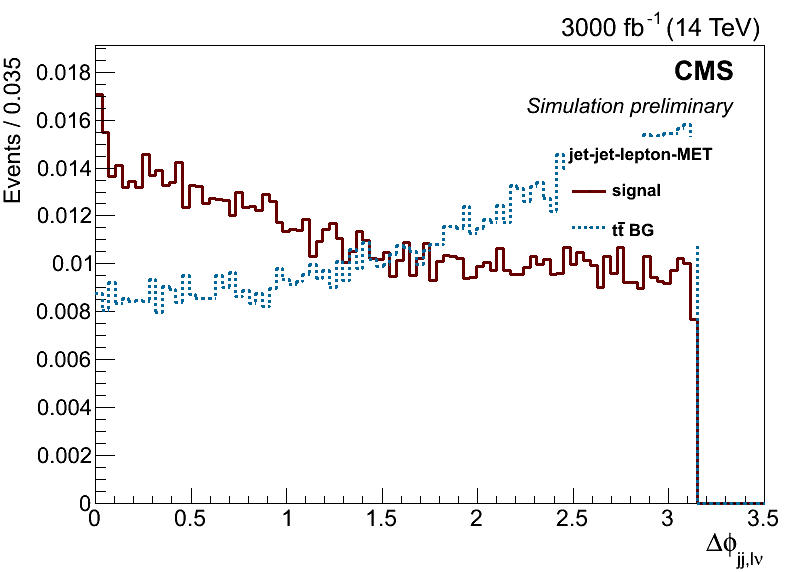 3000 fb⁻¹ (14 TeV)
CMS
Simulation preliminary
jet-jet-lepton-MET
signal
tt̄ BG
Events / 0.035
0.018
0.016
0.014
0.012
0.01
0.008
0.006
0.004
0.002
0
0 0.5 1 1.5 2 2.5 3 3.5
Δϕjj,lν